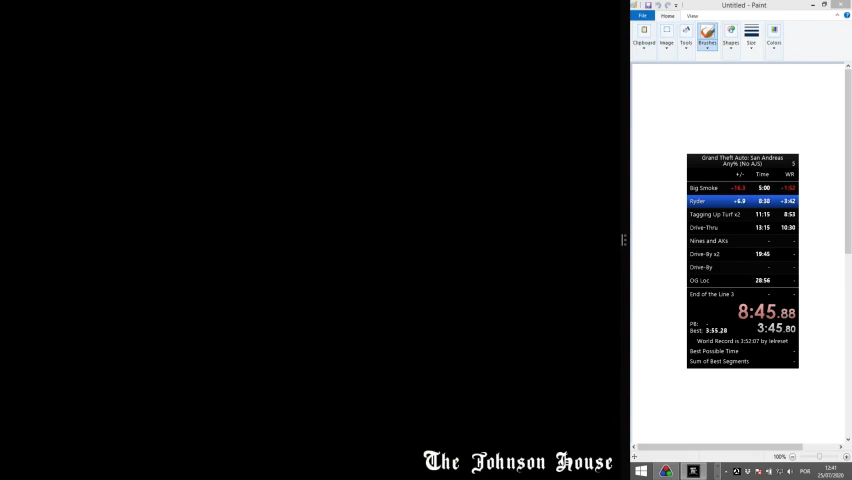 Untitled - Paint
File Home View
Clipboard Image Tools Brushes Shapes Size Colors
Grand Theft Auto: San Andreas
Any% (No AJS) 5
+/- Time WR
Big Smoke +16.3 5:00 +1:52
Ryder +6.9 8:38 +3:42
Tagging Up Turf x2 11:15 8:53
Drive-Thru 13:15 10:30
Nines and AKs - -
Drive-By x2 19:45 -
Drive-By - -
OG Loc 28:56 -
End of the Line 3 - -
8:45.88
PB: -
Best: 3:55.28 3:45.80
World Record is 3:52:07 by lelreset
Best Possible Time -
Sum of Best Segments -
The Johnson House
100%
POR
12:41
25/07/2020